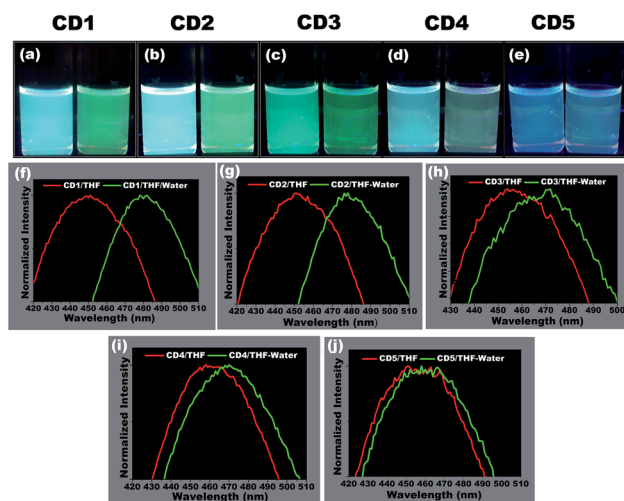 CD1 CD2 CD3 CD4 CD5
(a) (b) (c) (d) (e)
(f)
CD1/THF CD1/THF/Water
Normalized Intensity
420 430 440 450 460 470 480 490 500 510
Wavelength (nm)
(g)
CD2/THF CD2/THF-Water
Normalized Intensity
420 430 440 450 460 470 480 490 500 510
Wavelength (nm)
(h)
CD3/THF CD3/THF-Water
Normalized Intensity
430 440 450 460 470 480 490 500
Wavelength (nm)
(i)
CD4/THF CD4/THF-Water
Normalized Intensity
420 430 440 450 460 470 480 490 500 510
Wavelength (nm)
(j)
CD5/THF CD5/THF-Water
Normalized Intensity
420 430 440 450 460 470 480 490 500 510
Wavelength (nm)